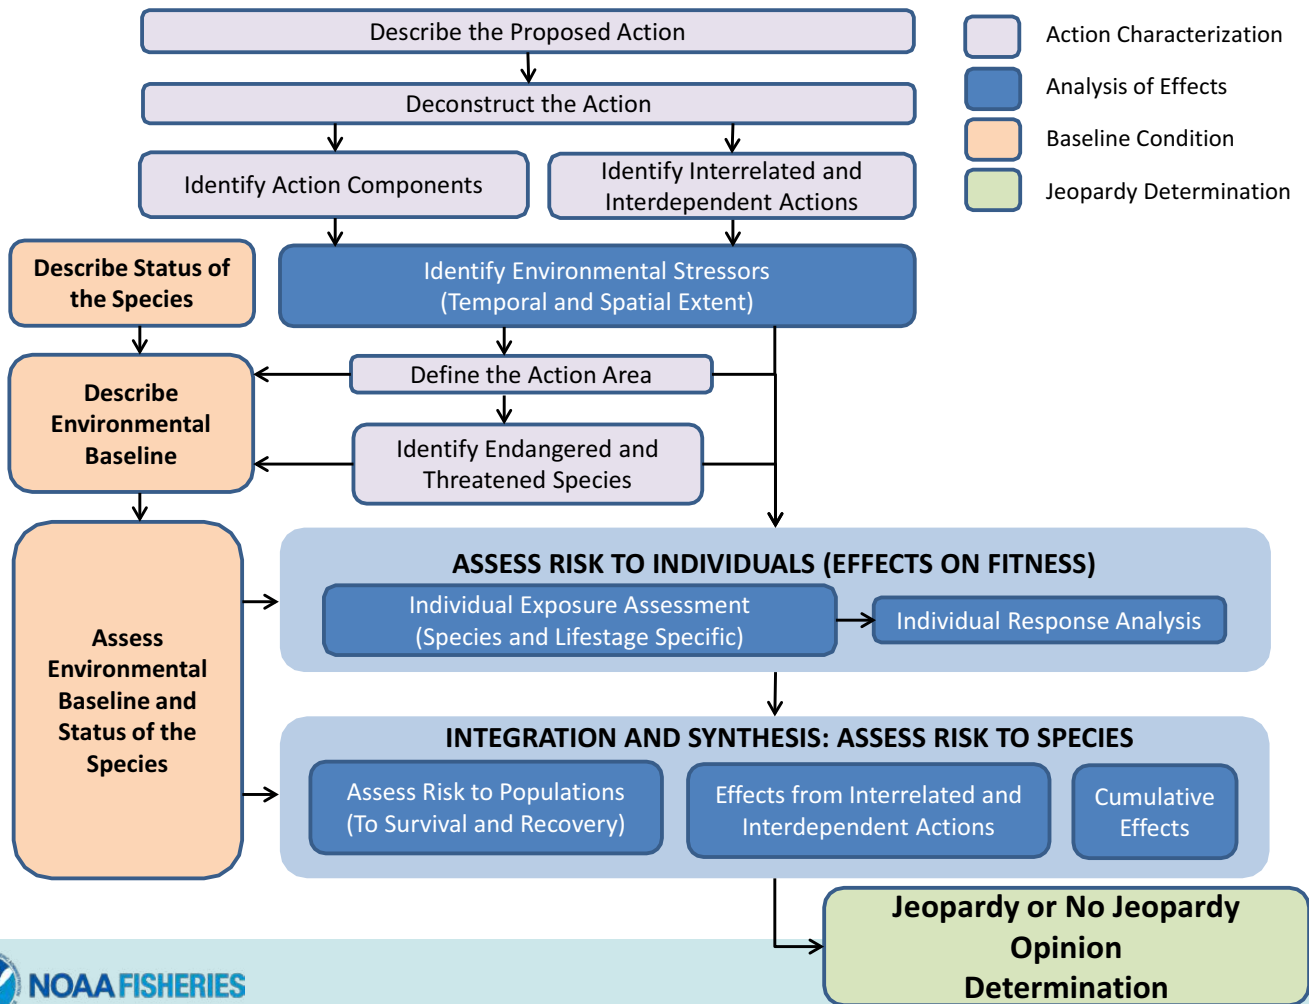 Describe the Proposed Action
Deconstruct the Action
Identify Action Components
Identify Interrelated and
Interdependent Actions
Action Characterization
Analysis of Effects
Baseline Condition
Jeopardy Determination
Describe Status of
the Species
Identify Environmental Stressors
(Temporal and Spatial Extent)
Describe
Environmental
Baseline
Define the Action Area
Identify Endangered and
Threatened Species
Assess
Environmental
Baseline and
Status of the
Species
ASSESS RISK TO INDIVIDUALS (EFFECTS ON FITNESS)
Individual Exposure Assessment
(Species and Lifestage Specific)
Individual Response Analysis
INTEGRATION AND SYNTHESIS: ASSESS RISK TO SPECIES
Assess Risk to Populations
(To Survival and Recovery)
Effects from Interrelated and
Interdependent Actions
Cumulative
Effects
Jeopardy or No Jeopardy
Opinion
Determination
NOAA FISHERIES